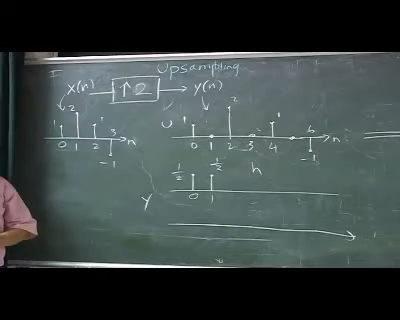 I
Upsampling
x(n) ↑2 y(n)
1 2 1 3 -1 n
0 1 2
U 1 2 1 6 -1 n
0 1 2 3 4
1/2 1/2 h
Y 0 1